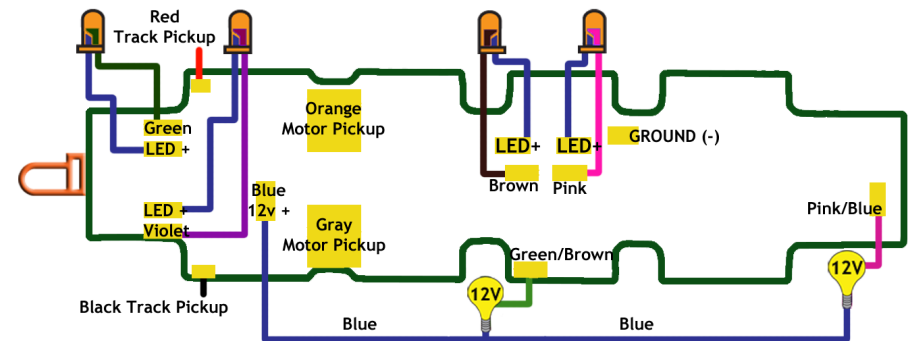 Red
Track Pickup
Green
LED +
Orange
Motor Pickup
LED+
LED+
GROUND (-)
Brown
Pink
Blue
12v +
LED +
Violet
Gray
Motor Pickup
Pink/Blue
Green/Brown
12V
12V
Black Track Pickup
Blue
Blue